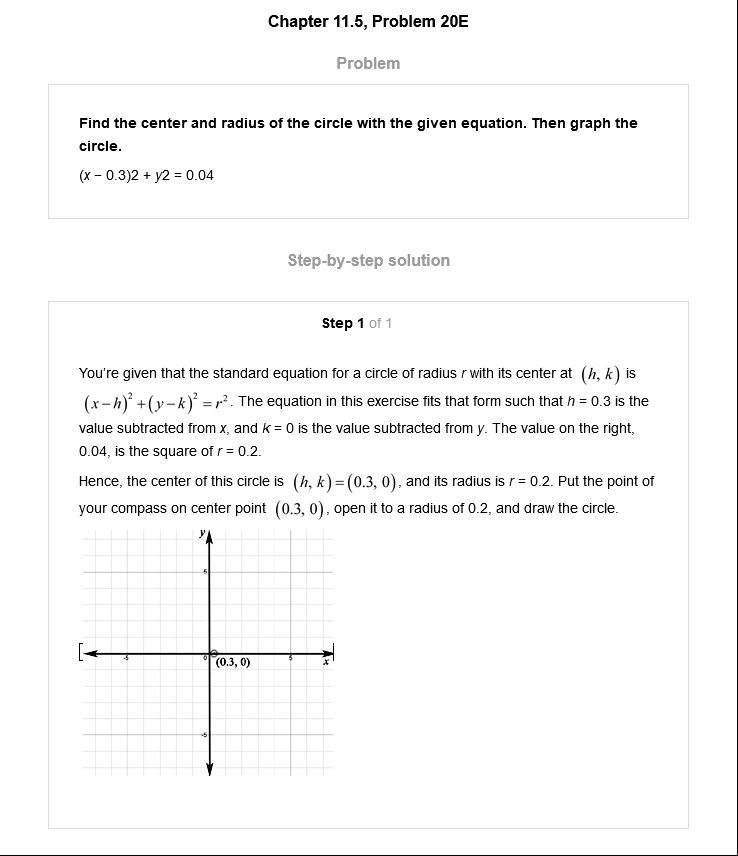 Chapter 11.5, Problem 20E
Problem
Find the center and radius of the circle with the given equation. Then graph the
circle.
(x − 0.3)2 + y2 = 0.04
Step-by-step solution
Step 1 of 1
You're given that the standard equation for a circle of radius r with its center at (h, k) is
(x−h)² +(y−k)² = r². The equation in this exercise fits that form such that h = 0.3 is the
value subtracted from x, and k = 0 is the value subtracted from y. The value on the right,
0.04, is the square of r = 0.2.
Hence, the center of this circle is (h, k)=(0.3, 0), and its radius is r = 0.2. Put the point of
your compass on center point (0.3, 0), open it to a radius of 0.2, and draw the circle.
y
5
-5 0 (0.3, 0) 5 x
-5